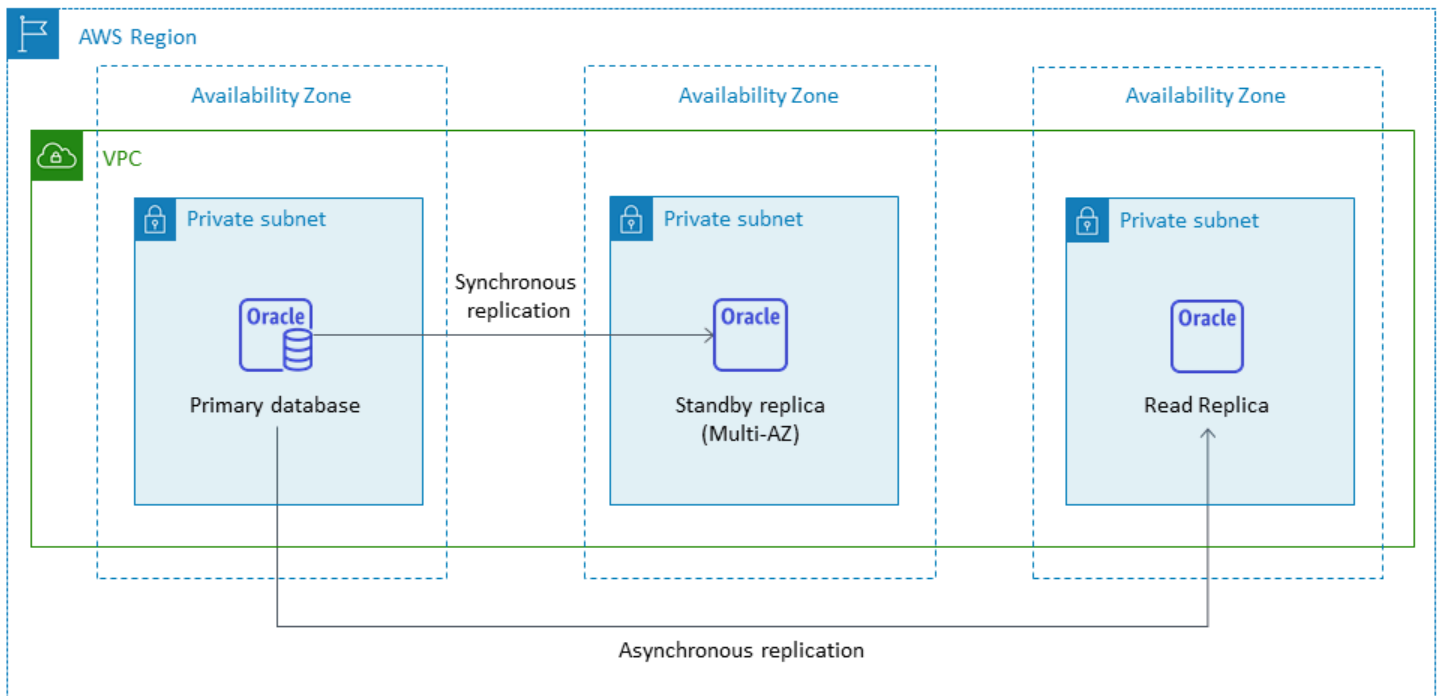 AWS Region
Availability Zone
Availability Zone
Availability Zone
VPC
Private subnet
Private subnet
Private subnet
Synchronous
replication
Oracle
Oracle
Oracle
Primary database
Standby replica
(Multi-AZ)
Read Replica
Asynchronous replication